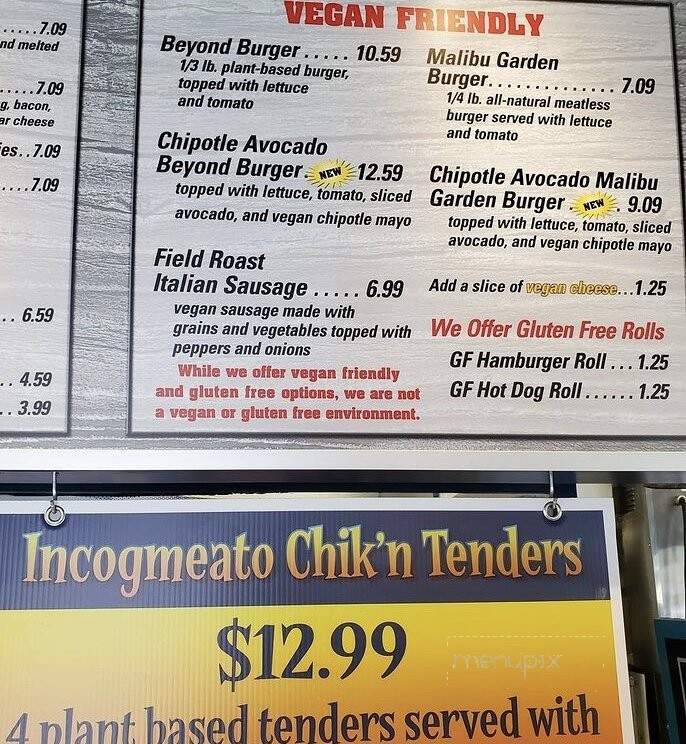 .....7.09
nd melted
.....7.09
g, bacon,
ar cheese
es..7.09
....7.09
.. 6.59
.. 4.59
.. 3.99
VEGAN FRIENDLY
Beyond Burger ..... 10.59
1/3 lb. plant-based burger,
topped with lettuce
and tomato
Chipotle Avocado
Beyond Burger. NEW 12.59
topped with lettuce, tomato, sliced
avocado, and vegan chipotle mayo
Field Roast
Italian Sausage ..... 6.99
vegan sausage made with
grains and vegetables topped with
peppers and onions
While we offer vegan friendly
and gluten free options, we are not
a vegan or gluten free environment.
Malibu Garden
Burger............... 7.09
1/4 lb. all-natural meatless
burger served with lettuce
and tomato
Chipotle Avocado Malibu
Garden Burger . NEW . 9.09
topped with lettuce, tomato, sliced
avocado, and vegan chipotle mayo
Add a slice of vegan cheese...1.25
We Offer Gluten Free Rolls
GF Hamburger Roll ... 1.25
GF Hot Dog Roll ...... 1.25
Incogmeato Chik'n Tenders
$12.99
menupix
4 plant based tenders served with